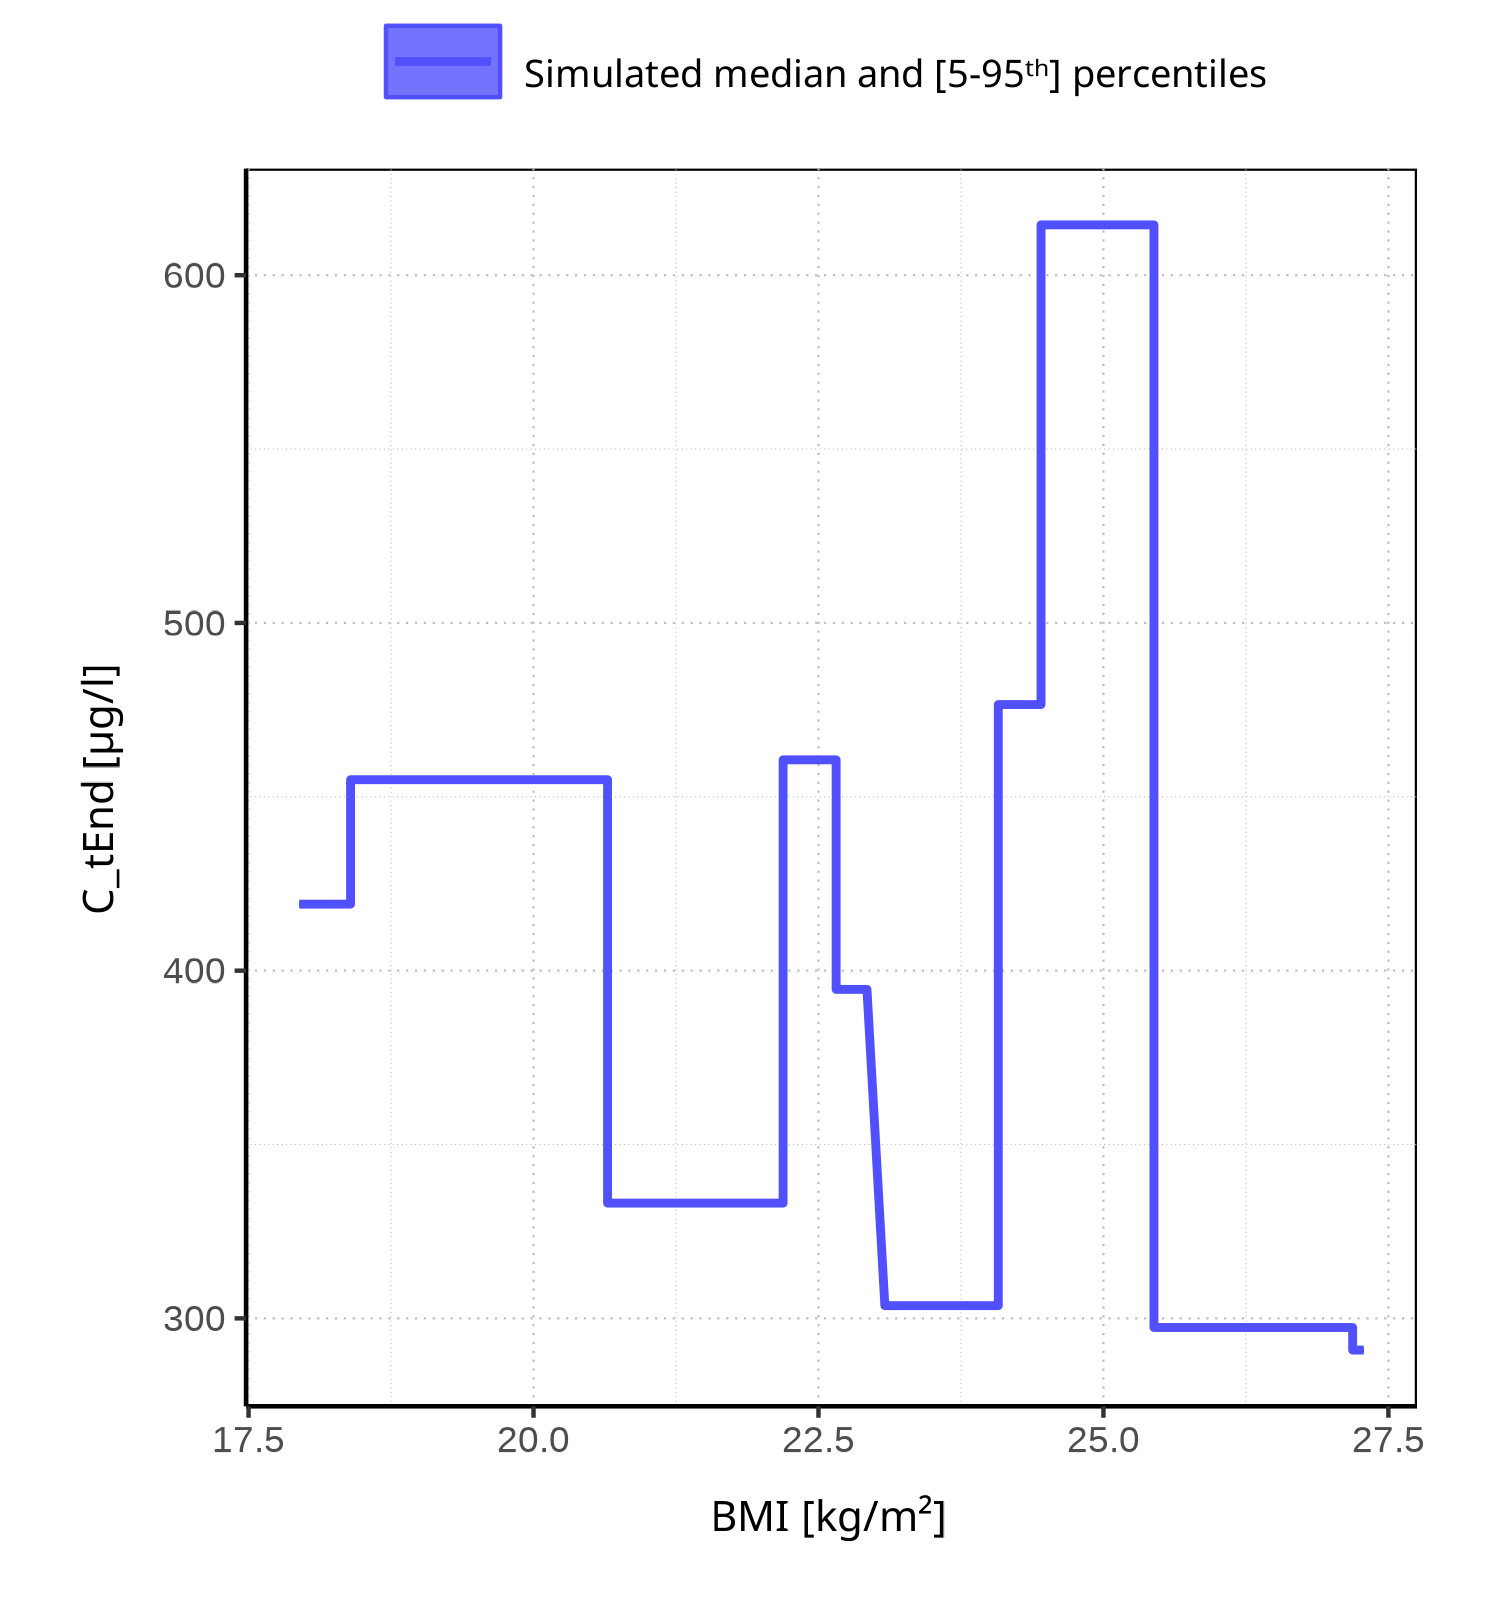 Simulated median and [5-95ᵗʰ] percentiles
600
500
400
300
C_tEnd [µg/l]
17.5 20.0 22.5 25.0 27.5
BMI [kg/m²]